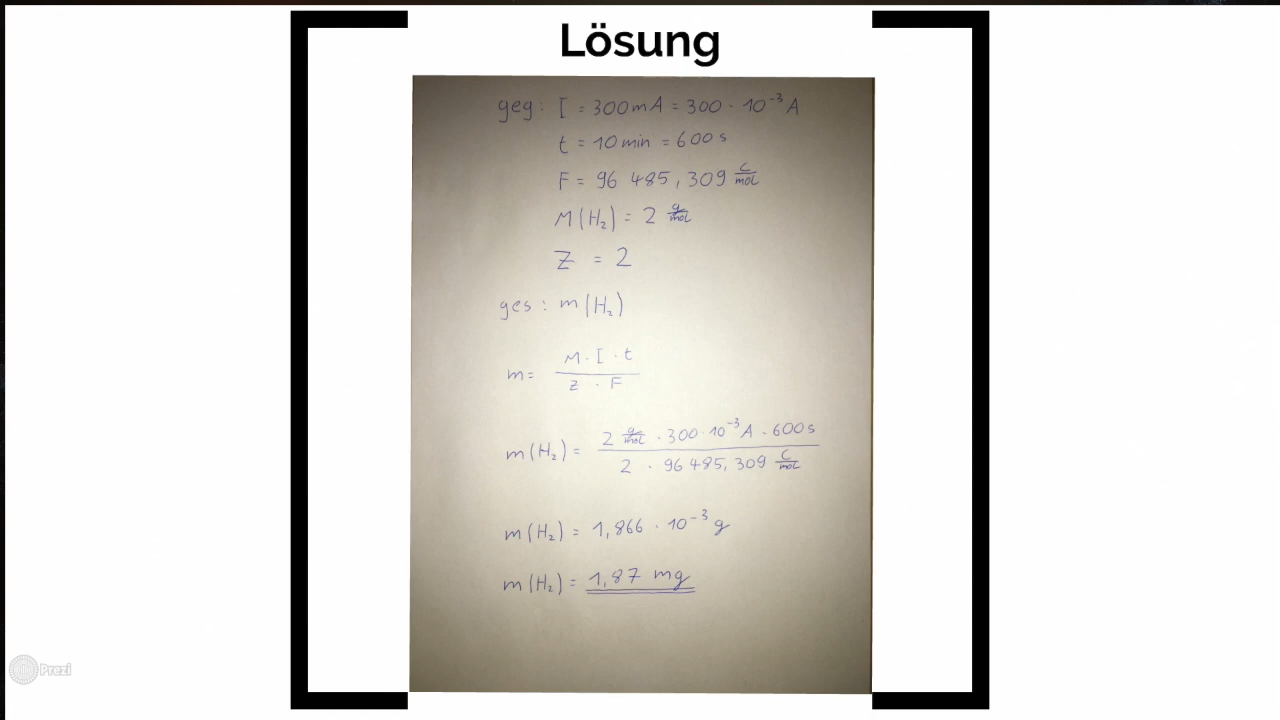 Lösung
geg: I = 300mA = 300 · 10⁻³ A
t = 10 min = 600 s
F = 96 485,309 C/mol
M(H₂) = 2 g/mol
Z = 2
ges: m(H₂)
m = M · I · t / z · F
m(H₂) = 2 g/mol · 300 · 10⁻³ A · 600 s / 2 · 96 485,309 C/mol
m(H₂) = 1,866 · 10⁻³ g
m(H₂) = 1,87 mg
Prezi